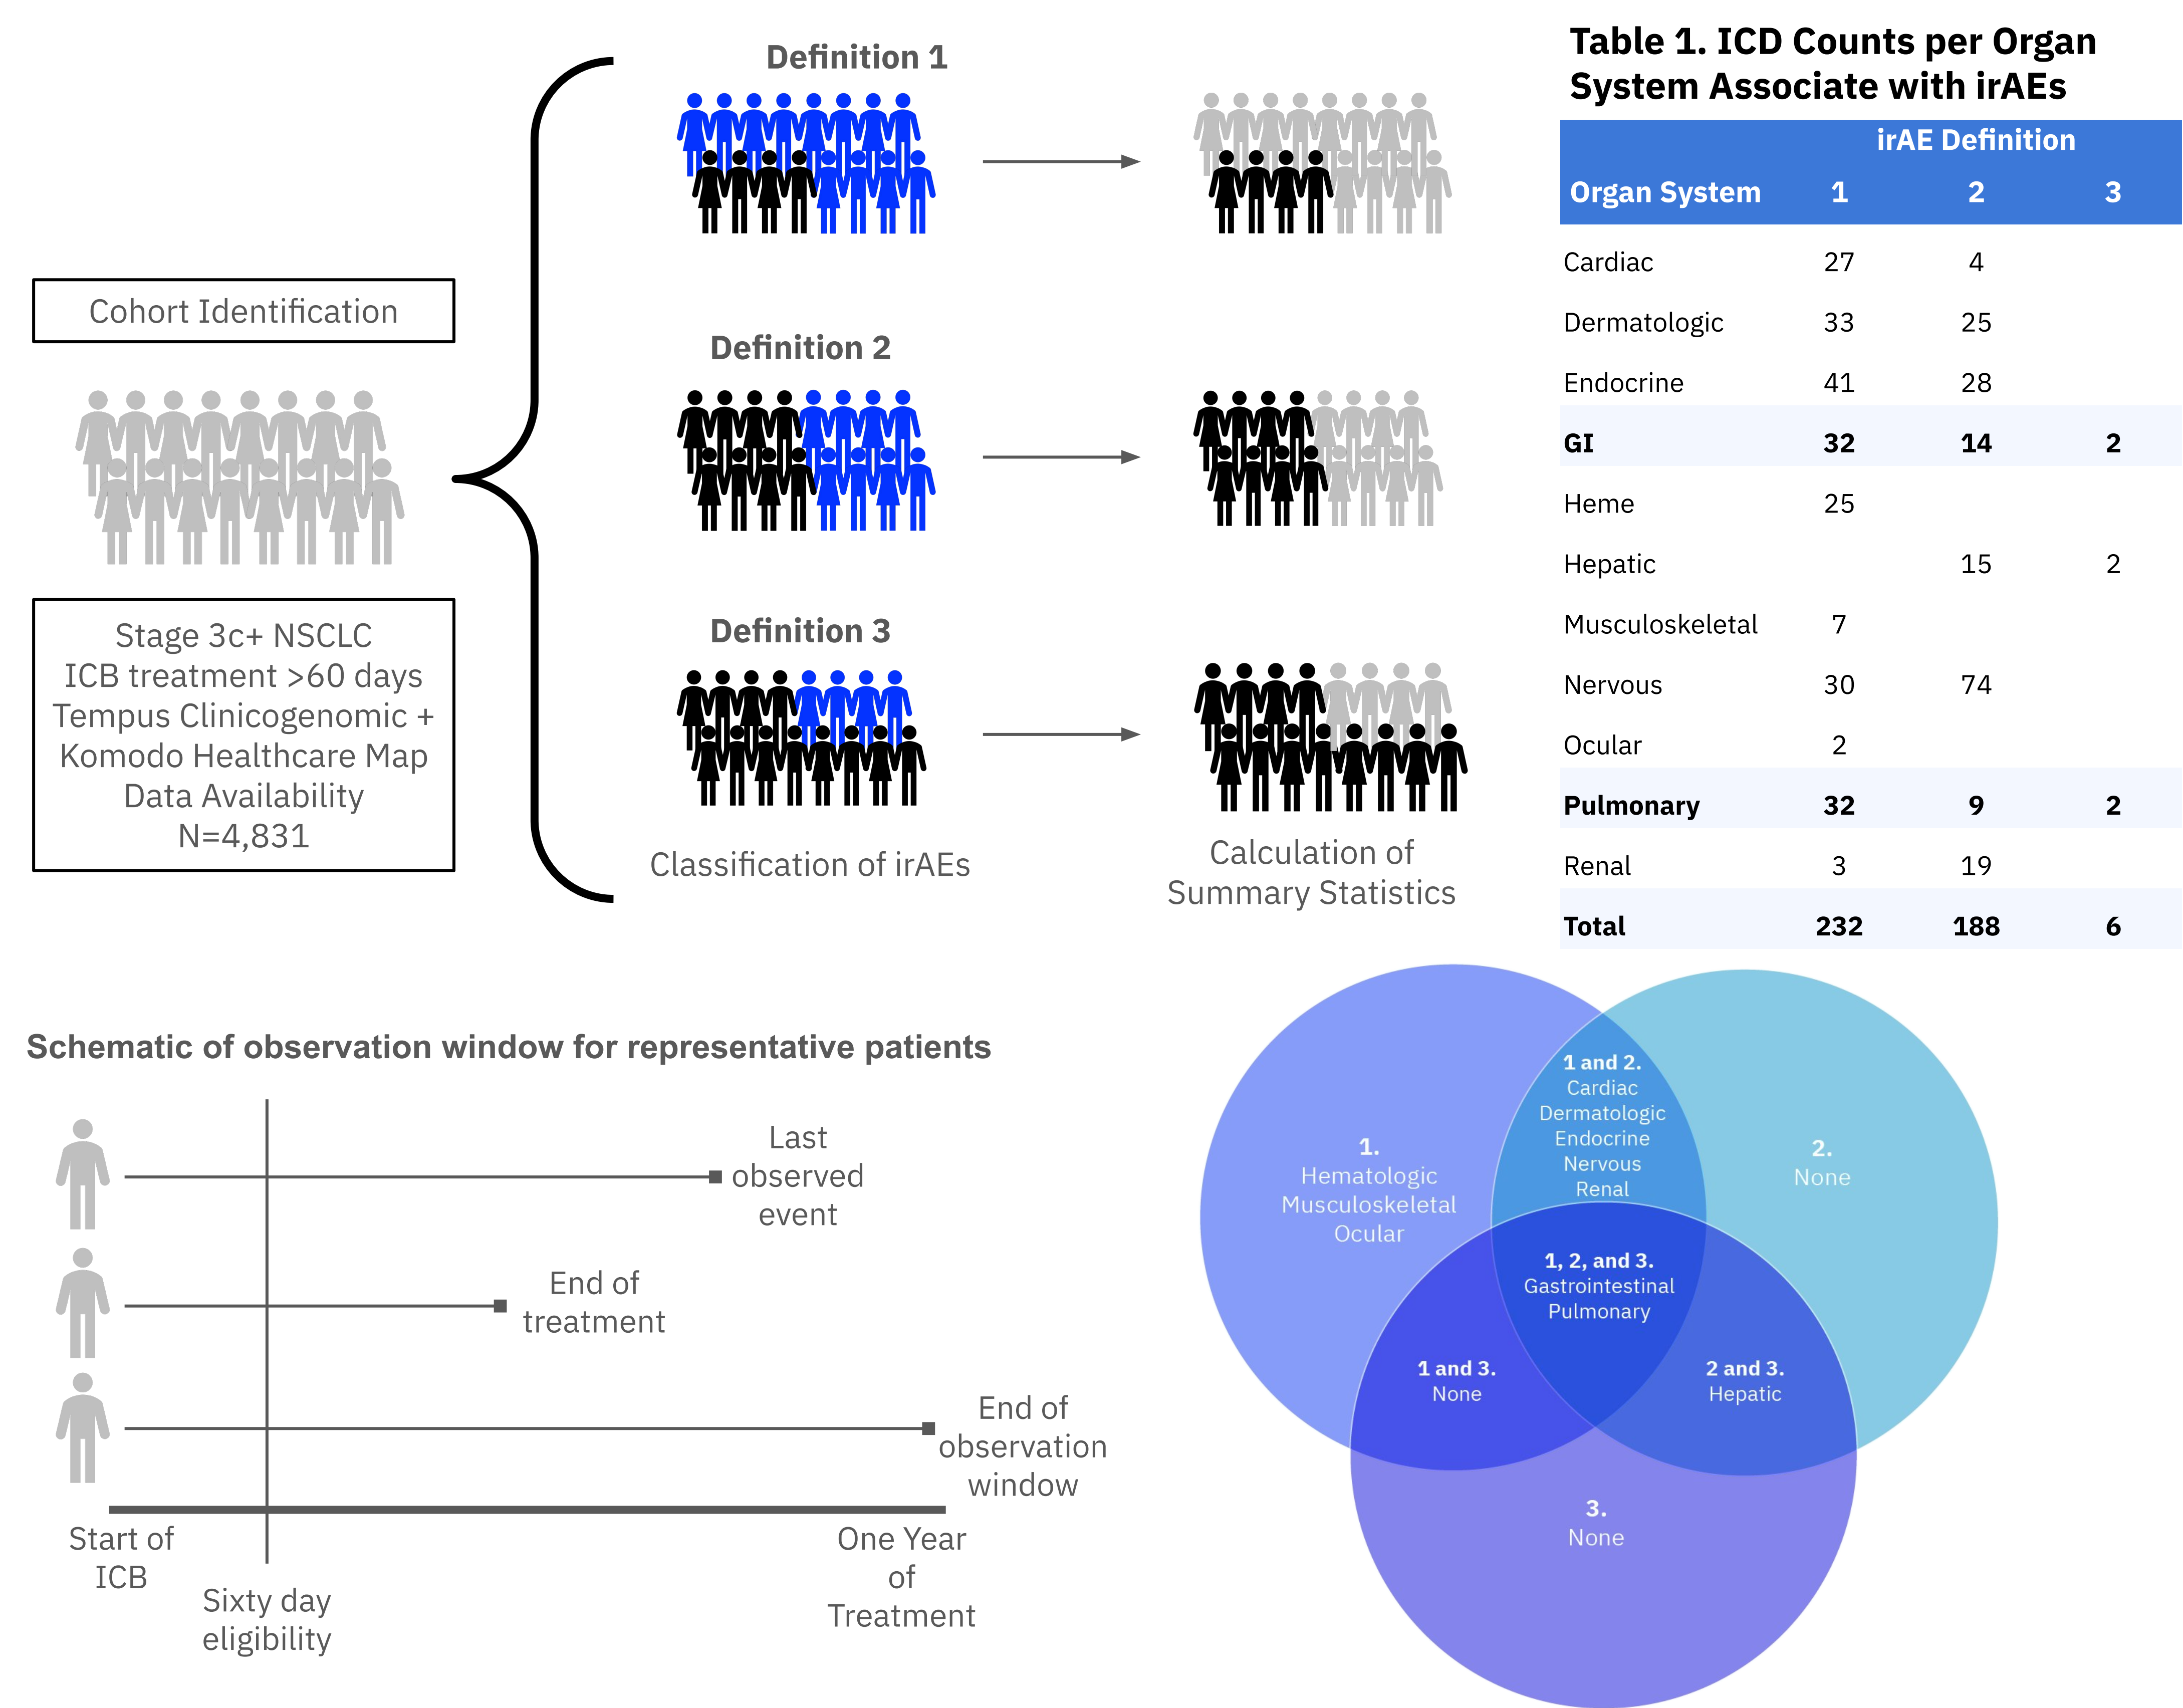 Cohort Identification
Stage 3c+ NSCLC
ICB treatment >60 days
Tempus Clinicogenomic +
Komodo Healthcare Map
Data Availability
N=4,831
Definition 1
Definition 2
Definition 3
Classification of irAEs
Calculation of
Summary Statistics
Table 1. ICD Counts per Organ
System Associate with irAEs
irAE Definition
Organ System 1 2 3
Cardiac 27 4
Dermatologic 33 25
Endocrine 41 28
GI 32 14 2
Heme 25
Hepatic 15 2
Musculoskeletal 7
Nervous 30 74
Ocular 2
Pulmonary 32 9 2
Renal 3 19
Total 232 188 6
Schematic of observation window for representative patients
Last
observed
event
End of
treatment
End of
observation
window
Start of
ICB
Sixty day
eligibility
One Year
of
Treatment
1.
Hematologic
Musculoskeletal
Ocular
1 and 2.
Cardiac
Dermatologic
Endocrine
Nervous
Renal
2.
None
1, 2, and 3.
Gastrointestinal
Pulmonary
1 and 3.
None
2 and 3.
Hepatic
3.
None